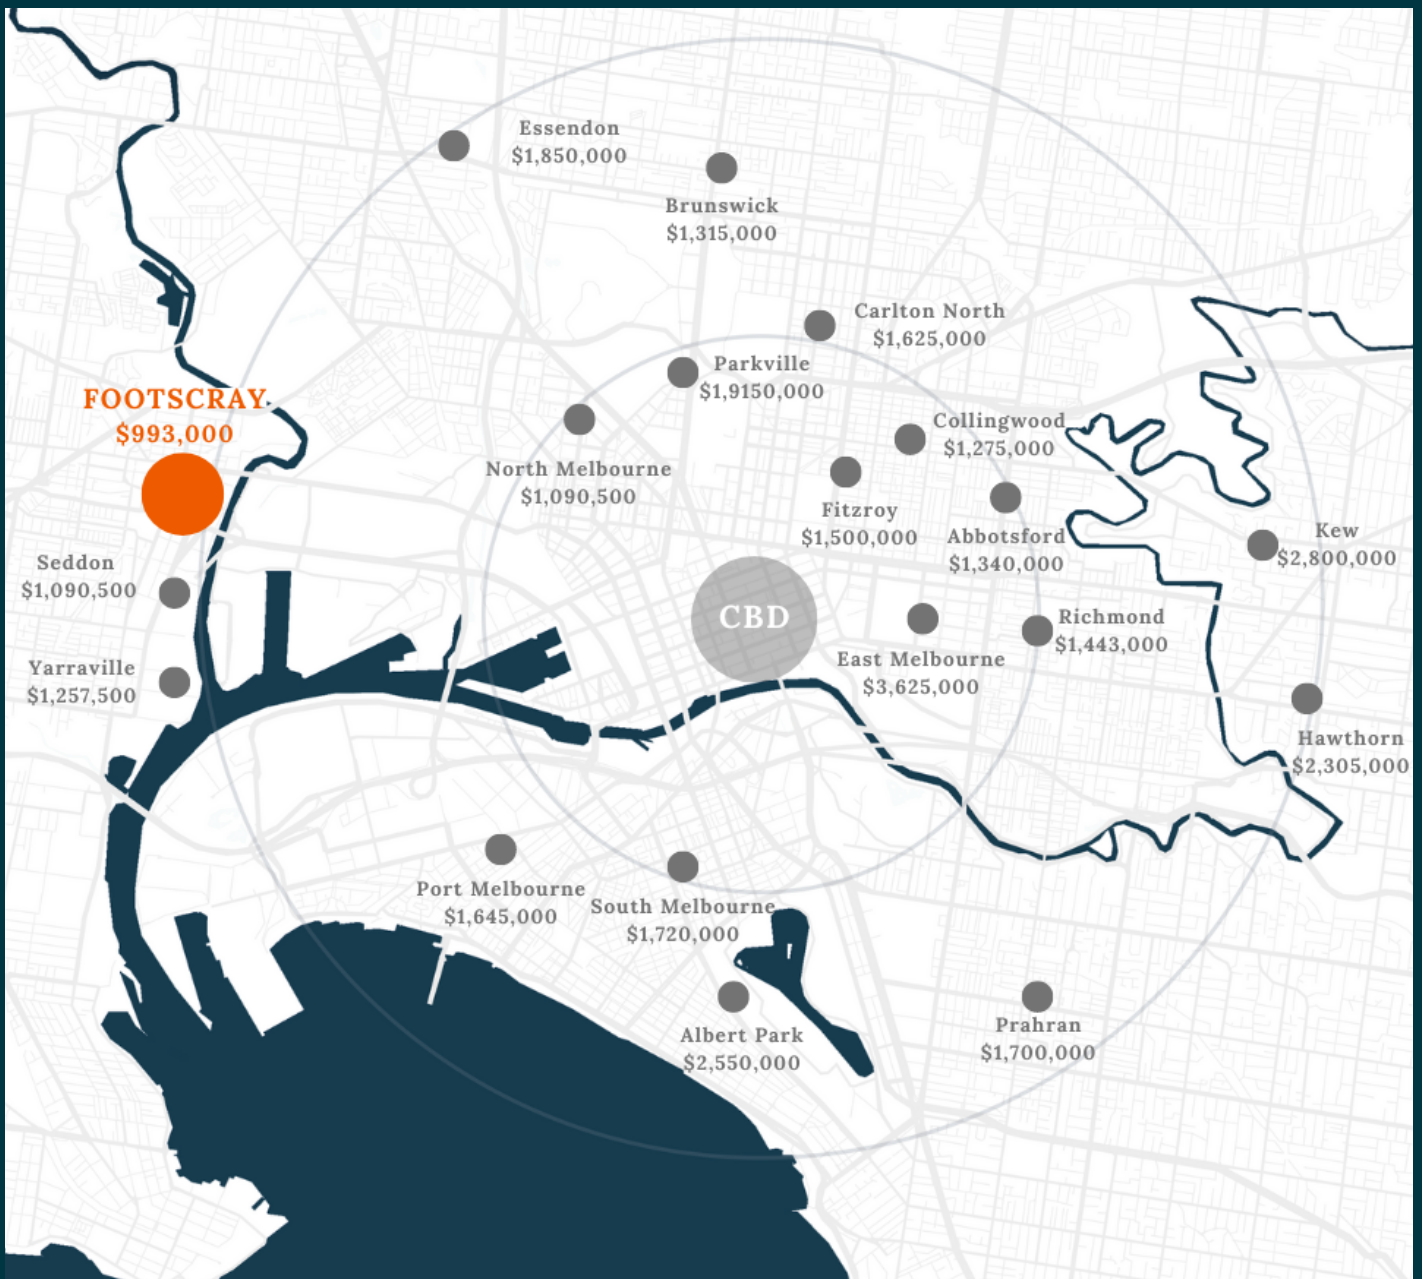 Essendon
$1,850,000
Brunswick
$1,315,000
Carlton North
$1,625,000
Parkville
$1,9150,000
FOOTSCRAY
$993,000
North Melbourne
$1,090,500
Collingwood
$1,275,000
Fitzroy
$1,500,000
Abbotsford
$1,340,000
Kew
$2,800,000
Seddon
$1,090,500
CBD
Richmond
$1,443,000
East Melbourne
$3,625,000
Yarraville
$1,257,500
Hawthorn
$2,305,000
Port Melbourne
$1,645,000
South Melbourne
$1,720,000
Albert Park
$2,550,000
Prahran
$1,700,000